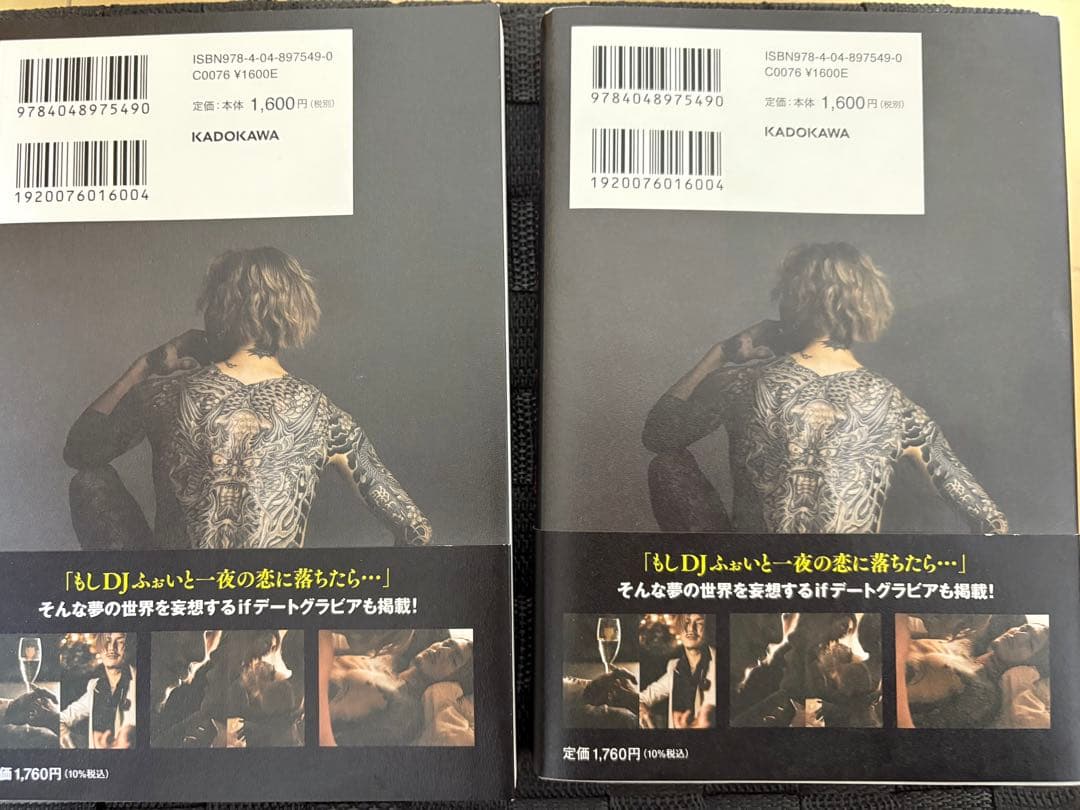 ISBN978-4-04-897549-0
C0076 ¥1600E
9784048975490
定価:本体 1,600円(税別)
KADOKAWA
1920076016004
「もしDJふぉいと一夜の恋に落ちたら…」
そんな夢の世界を妄想するifデートグラビアも掲載!
価1,760円(10%税込)
ISBN978-4-04-897549-0
C0076 ¥1600E
9784048975490
定価:本体 1,600円(税別)
KADOKAWA
1920076016004
「もしDJふぉいと一夜の恋に落ちたら…」
そんな夢の世界を妄想するifデートグラビアも掲載!
定価1,760円(10%税込)